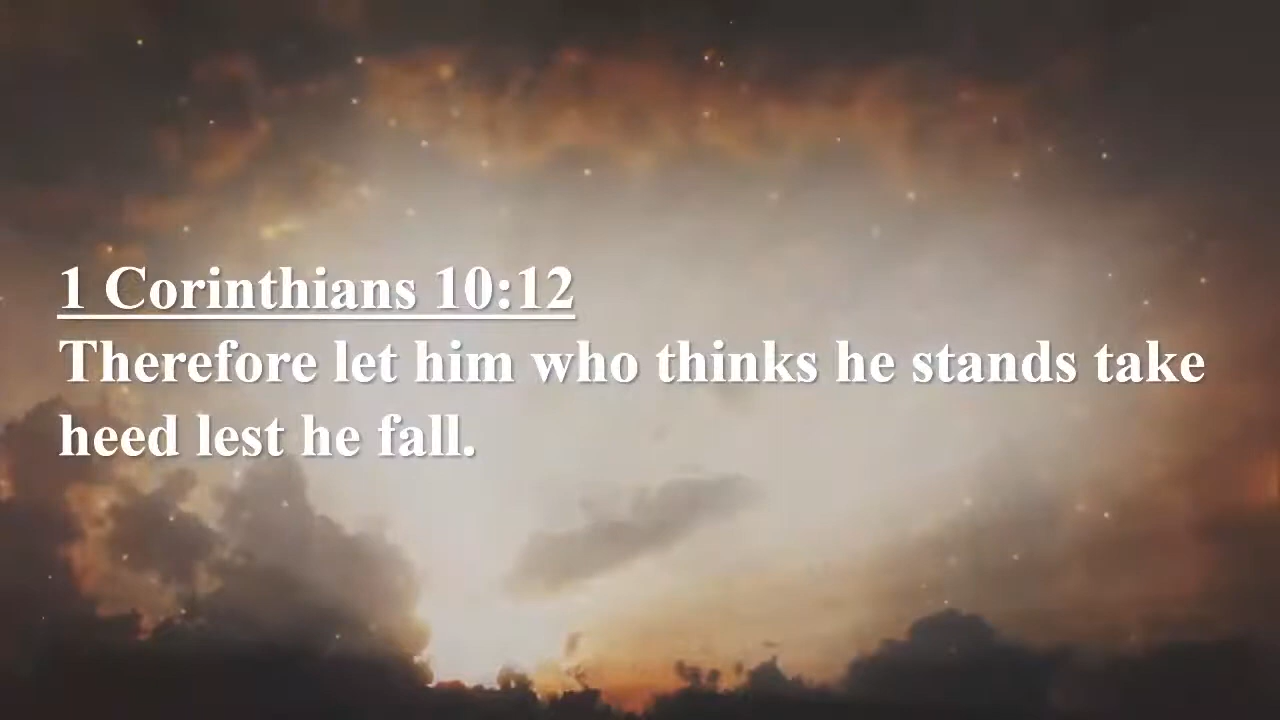 1 Corinthians 10:12
Therefore let him who thinks he stands take
heed lest he fall.